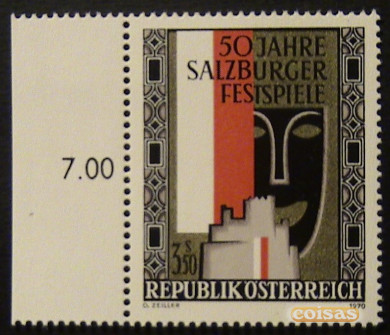 50 JAHRE
SALZBURGER
FESTSPIELE
7.00
S
3.50
REPUBLIK ÖSTERREICH
O. ZEILLER 1970
coisas